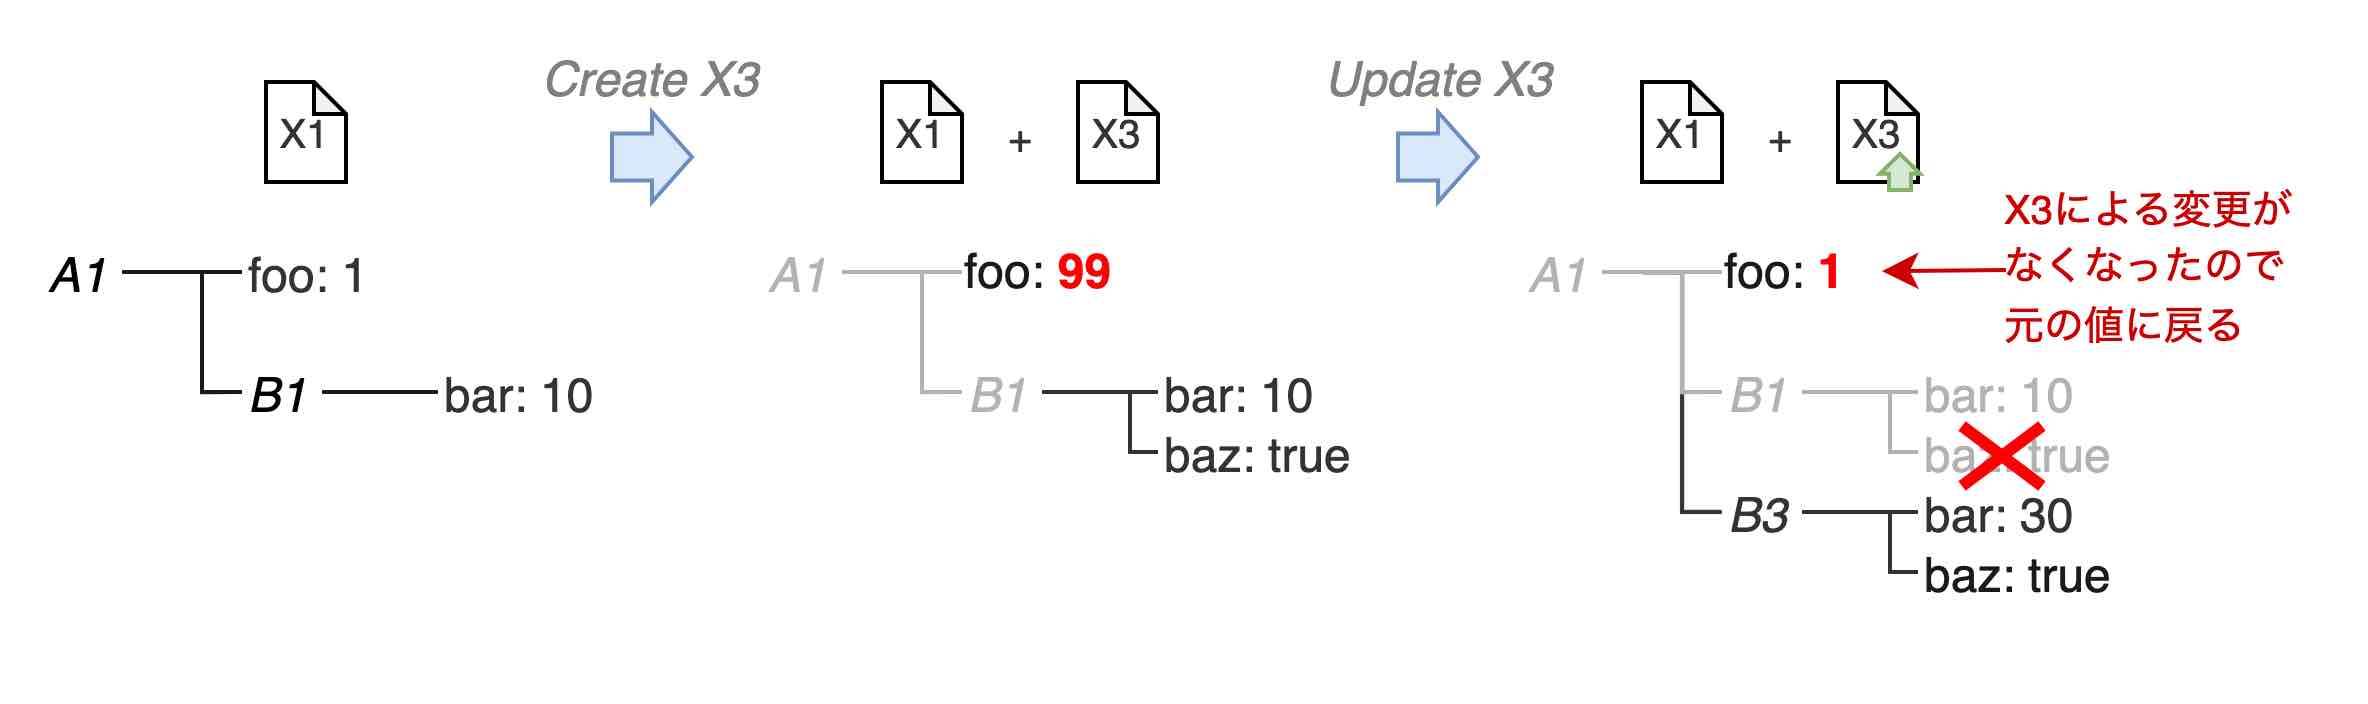 Create X3
Update X3
X1
X1 + X3
X1 + X3
A1 foo: 1
B1 bar: 10
A1 foo: 99
B1 bar: 10
baz: true
X3による変更が
なくなったので
元の値に戻る
A1 foo: 1
B1 bar: 10
baz: true
B3 bar: 30
baz: true